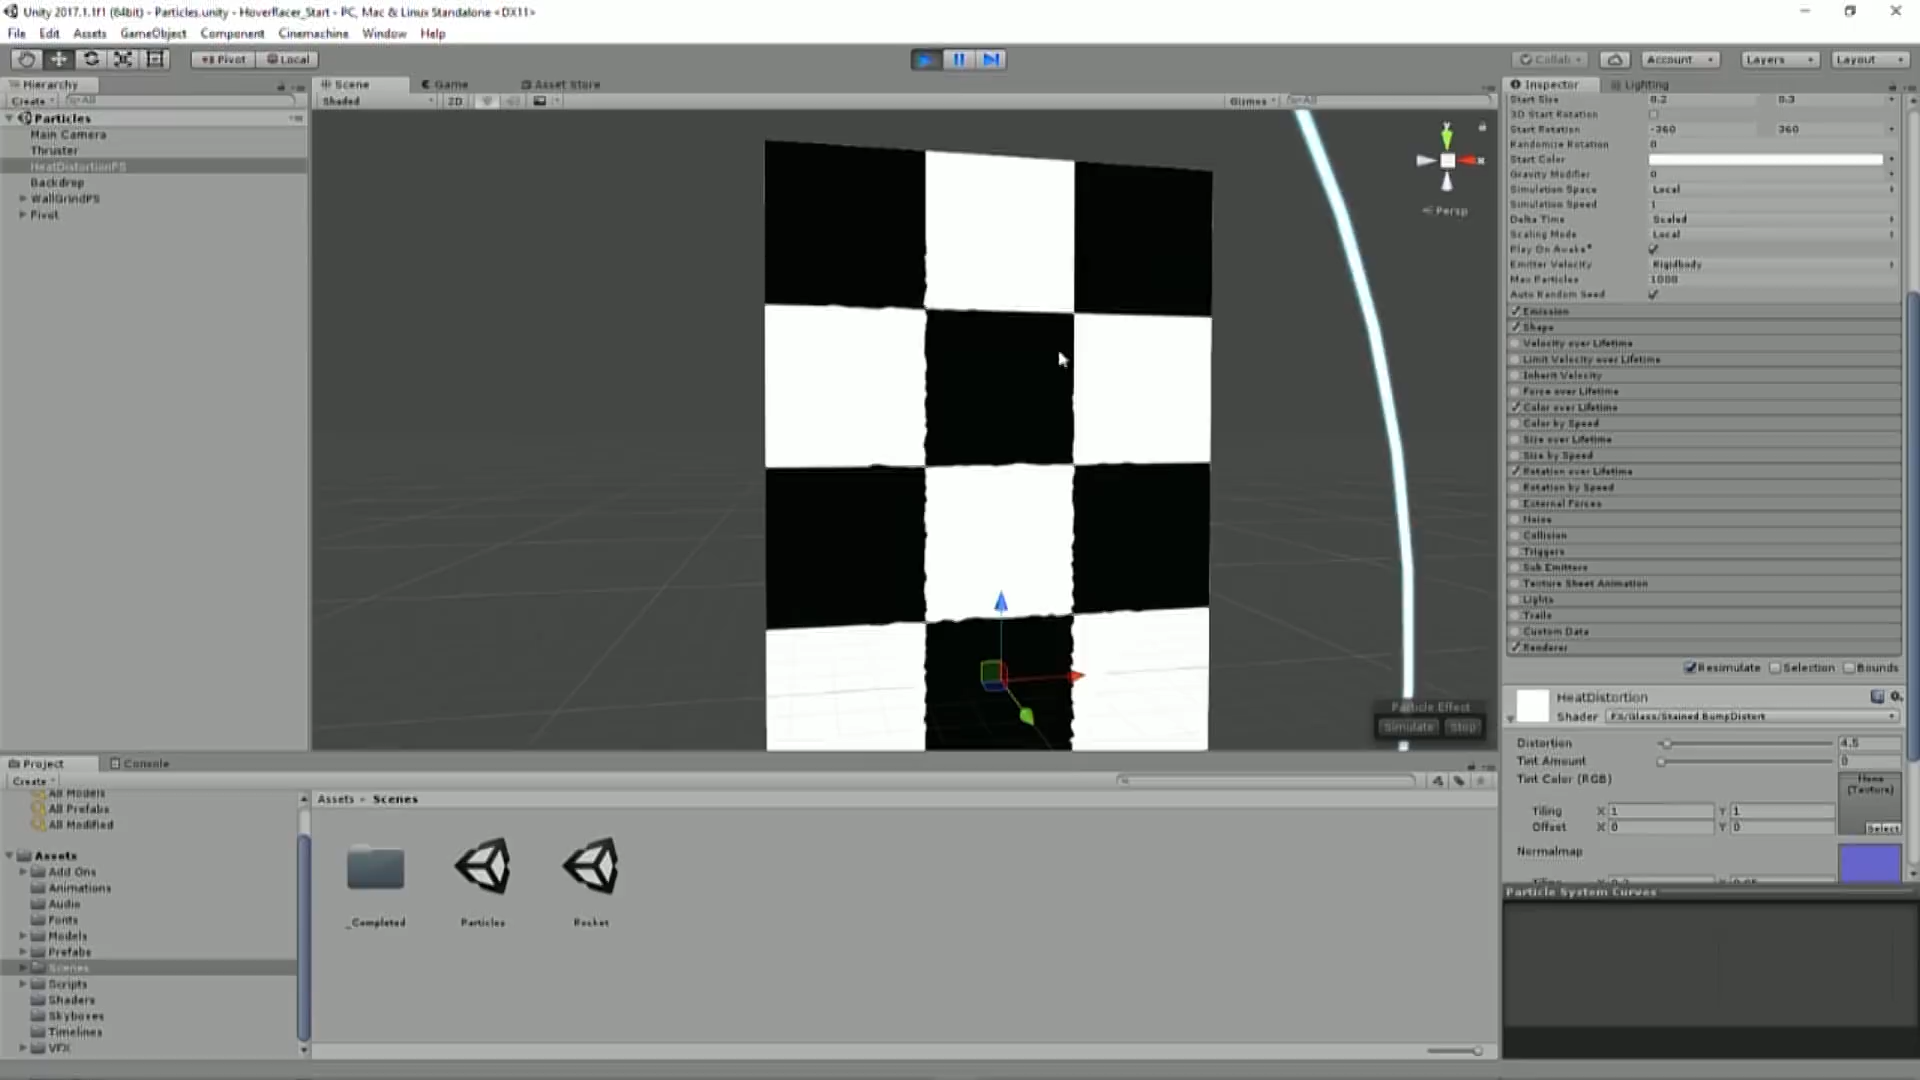 Unity 2017.1.1f1 (64bit) - Particles.unity - HoverRacer_Start - PC, Mac & Linux Standalone <DX11>
File Edit Assets GameObject Component Cinemachine Window Help
Pivot Local
Collab Account Layers Layout
Hierarchy
Create All
Particles
Main Camera
Thruster
HeatDistortionPS
Backdrop
WallGrindPS
Pivot
Scene Game Asset Store
Shaded 2D Gizmos All
y
x
Persp
Particle Effect
Simulate Stop
Inspector Lighting
Start Size 0.2 0.3
3D Start Rotation
Start Rotation -360 360
Randomize Rotation 0
Start Color
Gravity Modifier 0
Simulation Space Local
Simulation Speed 1
Delta Time Scaled
Scaling Mode Local
Play On Awake*
Emitter Velocity Rigidbody
Max Particles 1000
Auto Random Seed
Emission
Shape
Velocity over Lifetime
Limit Velocity over Lifetime
Inherit Velocity
Force over Lifetime
Color over Lifetime
Color by Speed
Size over Lifetime
Size by Speed
Rotation over Lifetime
Rotation by Speed
External Forces
Noise
Collision
Triggers
Sub Emitters
Texture Sheet Animation
Lights
Trails
Custom Data
Renderer
Resimulate Selection Bounds
HeatDistortion
Shader FX/Glass/Stained BumpDistort
Distortion 4.5
Tint Amount 0
Tint Color (RGB)
None
(Texture)
Tiling X 1 Y 1
Offset X 0 Y 0
Select
Normalmap
Particle System Curves
Project Console
Create
All Models
All Prefabs
All Modified
Assets
Add Ons
Animations
Audio
Fonts
Models
Prefabs
Scenes
Scripts
Shaders
Skyboxes
Timelines
VFX
Assets Scenes
_Completed Particles Rocket